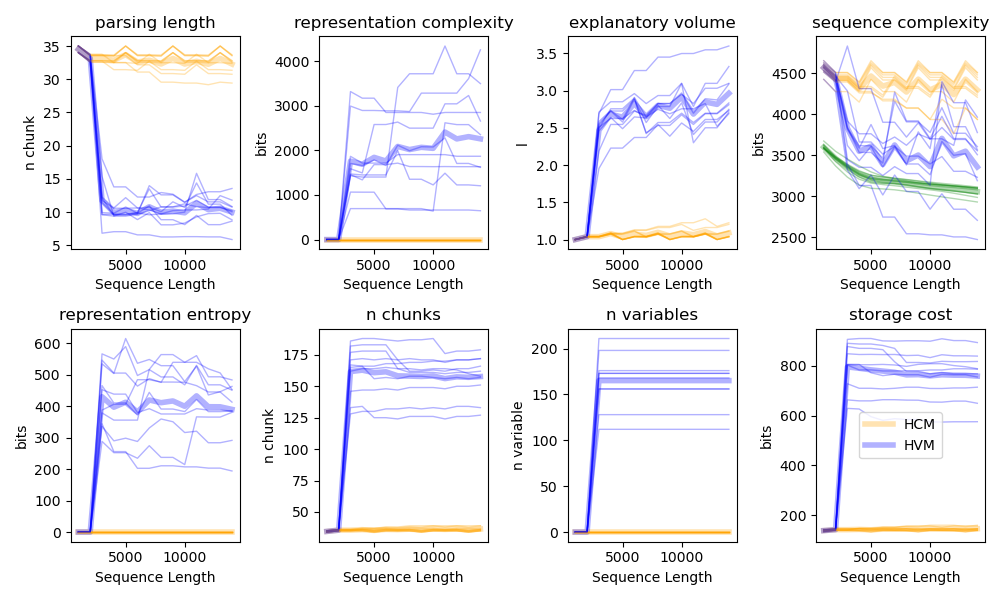 parsing length
representation complexity
explanatory volume
sequence complexity
35
30
25
20
15
10
5
n chunk
5000
10000
Sequence Length
4000
3000
2000
1000
0
bits
5000
10000
Sequence Length
3.5
3.0
2.5
2.0
1.5
1.0
l
5000
10000
Sequence Length
4500
4000
3500
3000
2500
bits
5000
10000
Sequence Length
representation entropy
n chunks
n variables
storage cost
600
500
400
300
200
100
0
bits
5000
10000
Sequence Length
175
150
125
100
75
50
n chunk
5000
10000
Sequence Length
200
150
100
50
0
n variable
5000
10000
Sequence Length
800
600
400
200
bits
HCM
HVM
5000
10000
Sequence Length